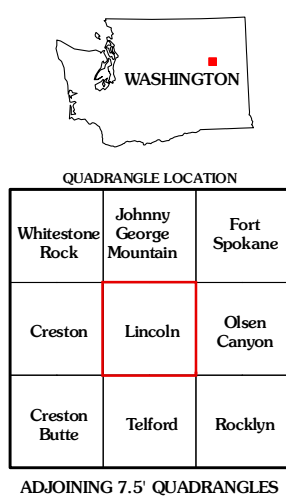 WASHINGTON
QUADRANGLE LOCATION
Whitestone
Rock
Johnny
George
Mountain
Fort
Spokane
Creston
Lincoln
Olsen
Canyon
Creston
Butte
Telford
Rocklyn
ADJOINING 7.5' QUADRANGLES